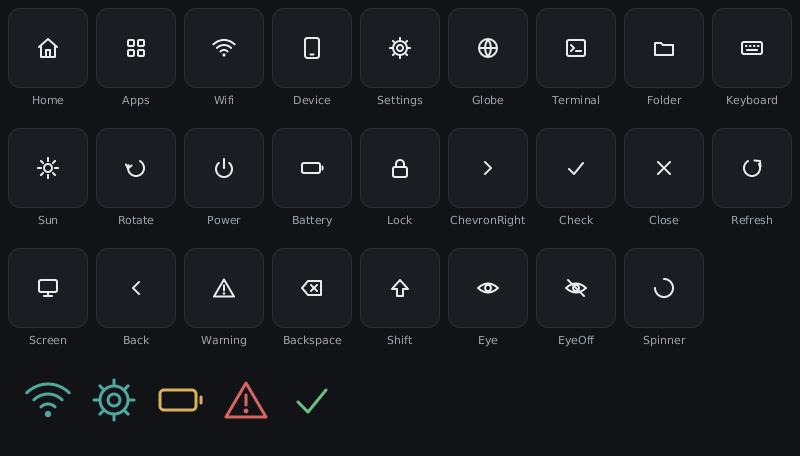 Home Apps Wifi Device Settings Globe Terminal Folder Keyboard
Sun Rotate Power Battery Lock ChevronRight Check Close Refresh
Screen Back Warning Backspace Shift Eye EyeOff Spinner